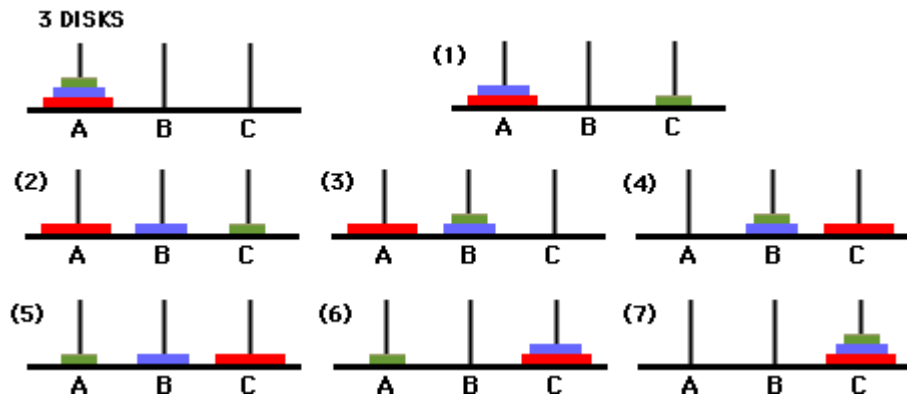 3 DISKS
A B C
(1)
A B C
(2)
A B C
(3)
A B C
(4)
A B C
(5)
A B C
(6)
A B C
(7)
A B C